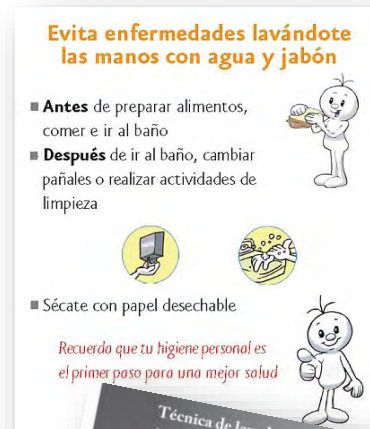 Evita enfermedades lavándote
las manos con agua y jabón
Antes de preparar alimentos,
comer e ir al baño
Después de ir al baño, cambiar
pañales o realizar actividades de
limpieza
Sécate con papel desechable
Recuerda que tu higiene personal es
el primer paso para una mejor salud
Técnica de